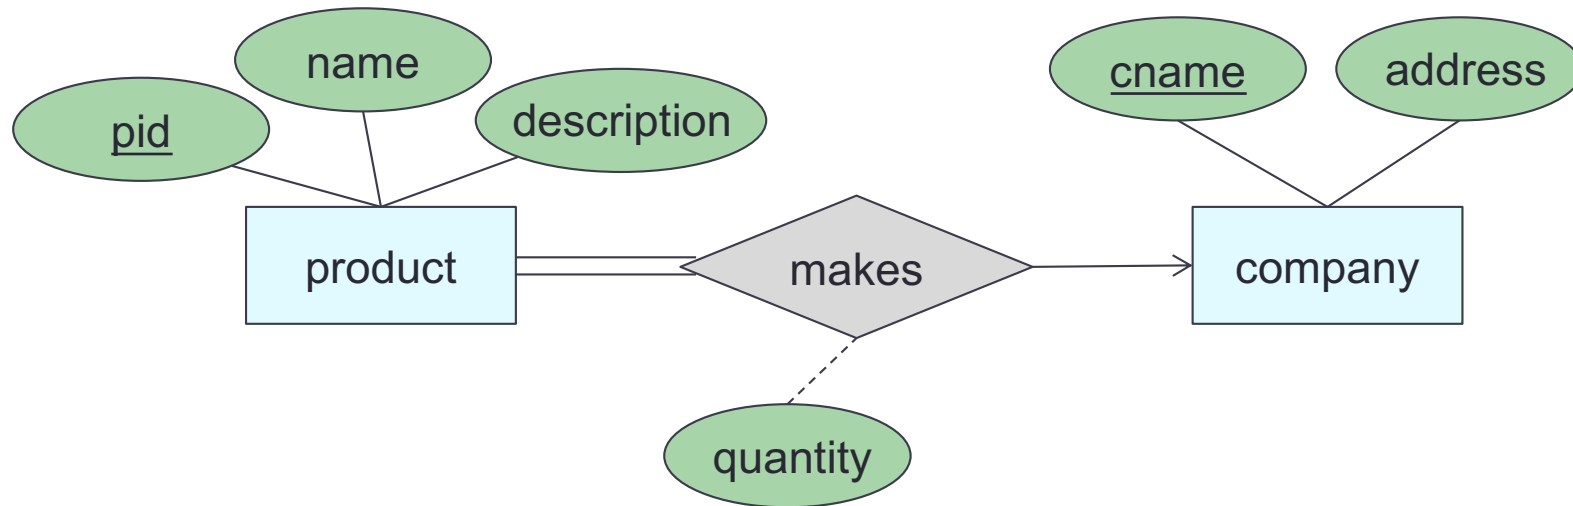 name
cname
address
pid
description
product
makes
company
quantity